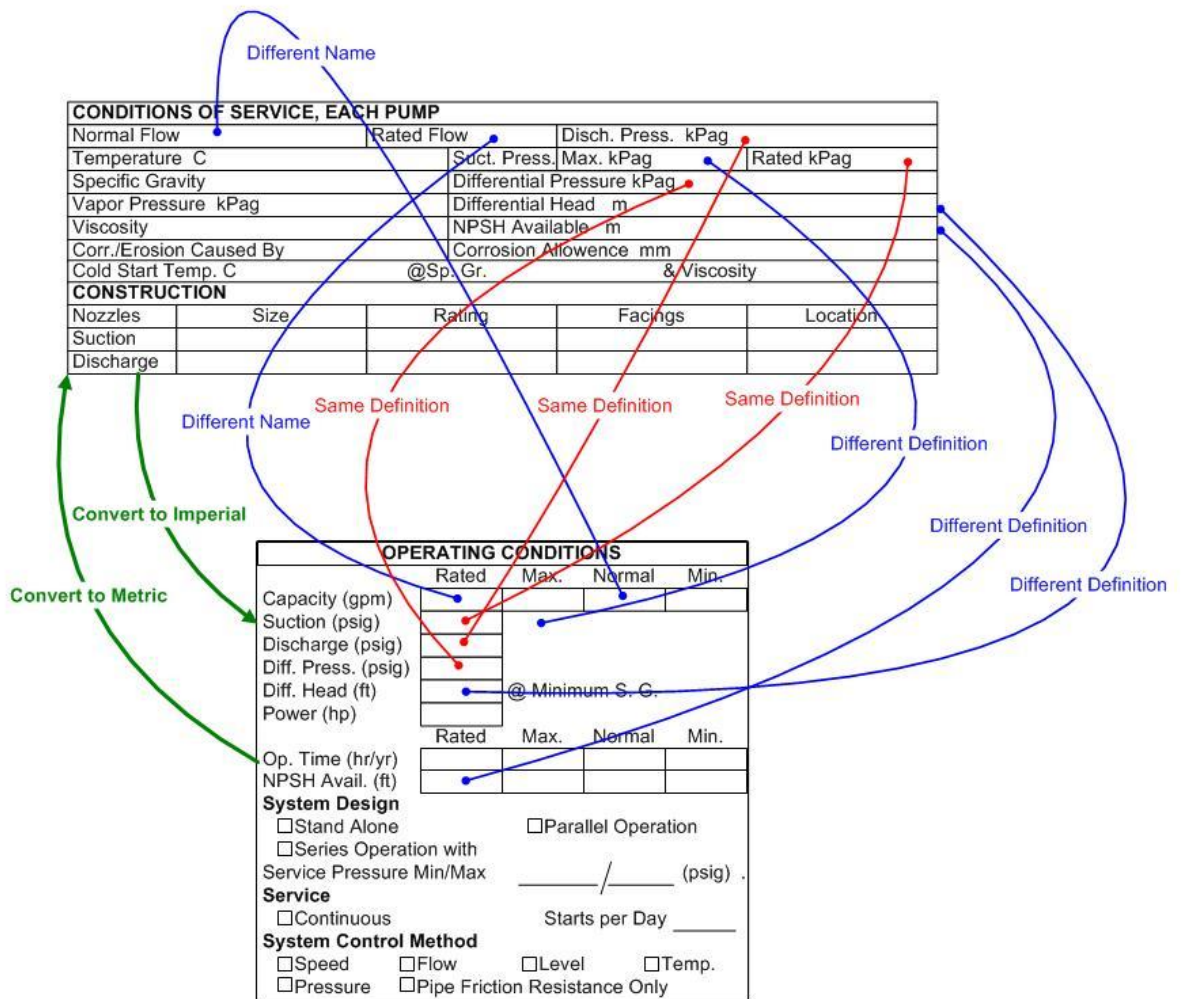 Different Name
CONDITIONS OF SERVICE, EACH PUMP
Normal Flow Rated Flow Disch. Press. kPag
Temperature C Suct. Press. Max. kPag Rated kPag
Specific Gravity Differential Pressure kPag
Vapor Pressure kPag Differential Head m
Viscosity NPSH Available m
Corr./Erosion Caused By Corrosion Allowence mm
Cold Start Temp. C @Sp. Gr. & Viscosity
CONSTRUCTION
Nozzles Size Rating Facings Location
Suction
Discharge
Same Definition Same Definition Same Definition
Different Name
Different Definition
Convert to Imperial
Different Definition
Different Definition
Convert to Metric
OPERATING CONDITIONS
Rated Max. Normal Min.
Capacity (gpm)
Suction (psig)
Discharge (psig)
Diff. Press. (psig)
Diff. Head (ft) @ Minimum S. G.
Power (hp)
Rated Max. Normal Min.
Op. Time (hr/yr)
NPSH Avail. (ft)
System Design
Stand Alone Parallel Operation
Series Operation with
Service Pressure Min/Max ______/______ (psig) .
Service
Continuous Starts per Day ______
System Control Method
Speed Flow Level Temp.
Pressure Pipe Friction Resistance Only